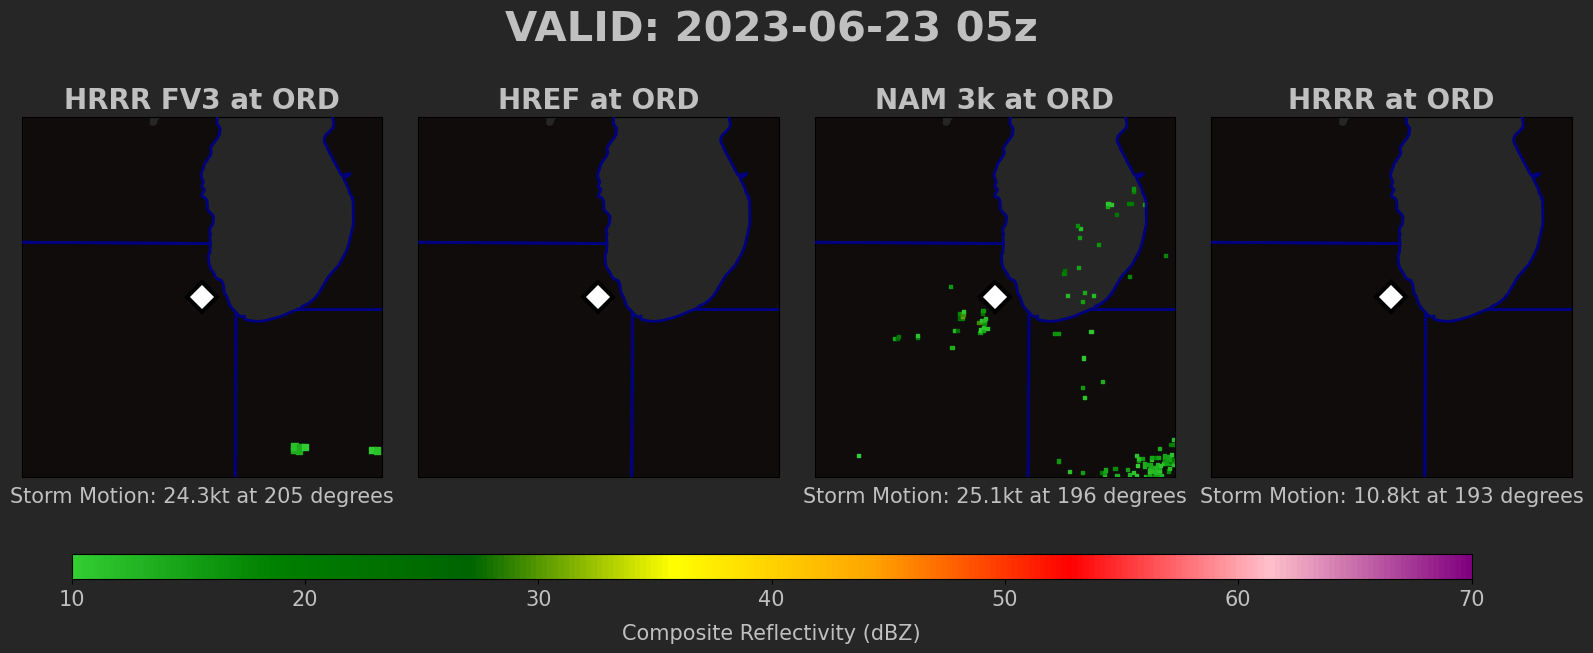 VALID: 2023-06-23 05z
HRRR FV3 at ORD
HREF at ORD
NAM 3k at ORD
HRRR at ORD
Storm Motion: 24.3kt at 205 degrees
Storm Motion: 25.1kt at 196 degrees
Storm Motion: 10.8kt at 193 degrees
10 20 30 40 50 60 70
Composite Reflectivity (dBZ)